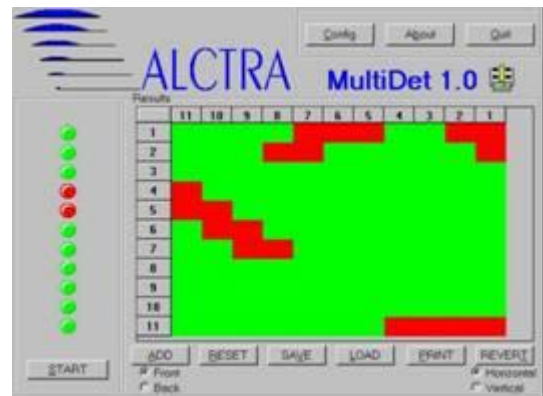 Config About Quit
ALCTRA
MultiDet 1.0
Results
11 10 9 8 7 6 5 4 3 2 1
1
2
3
4
5
6
7
8
9
10
11
START
ADD RESET SAVE LOAD PRINT REVERT
Front Horizontal
Back Vertical